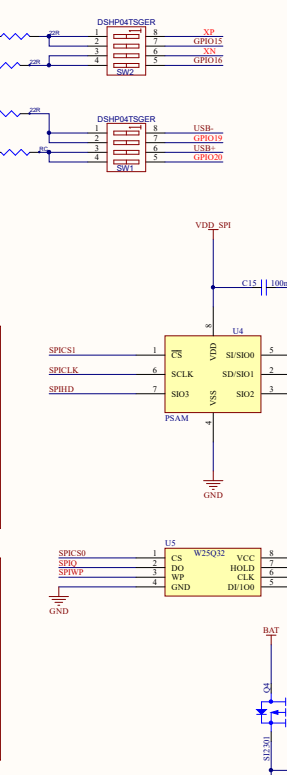 DSHP04TSGER
22R 1 8 XP
2 7 GPIO15
3 6 XN
22R 4 5 GPIO16
SW2
DSHP04TSGER
22R
1 8 USB-
2 7 GPIO19
3 6 USB+
4 5 GPIO20
SW1
VDD_SPI
C15 100n
8 U4
SPICS1 1 CS VDD SI/SIO0 5
SPICLK 6 SCLK SD/SIO1 2
SPIHD 7 SIO3 VSS SIO2 3
PSAM
4
GND
U5
SPICS0 1 CS W25Q32 VCC 8
SPIQ 2 DO HOLD 7
SPIWP 3 WP CLK 6
4 GND DI/1O0 5
GND
BAT
Q4
SI2301